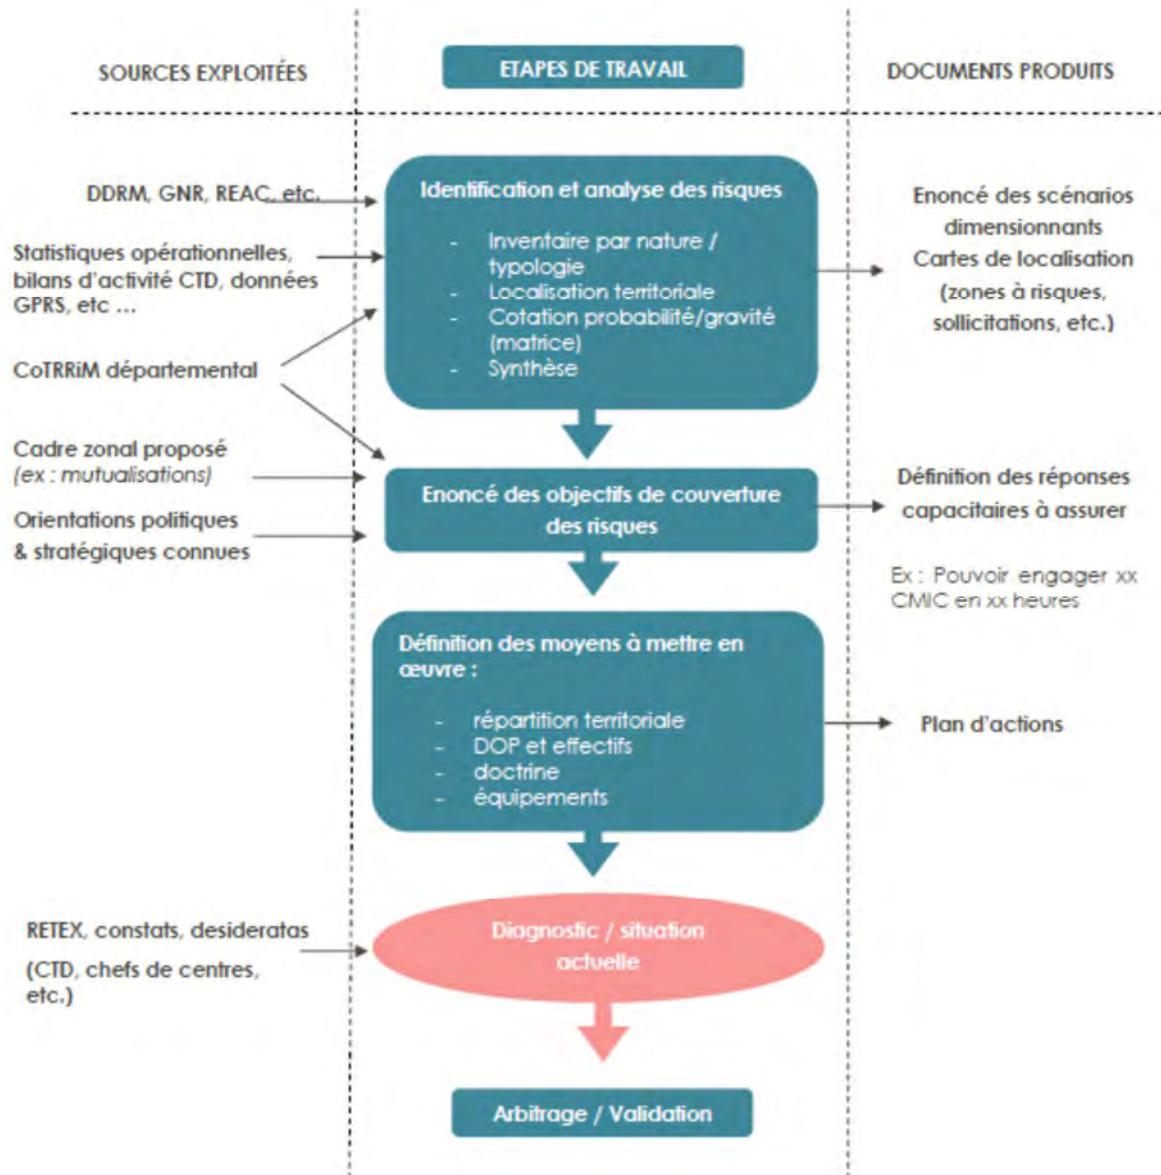 SOURCES EXPLOITÉES
ETAPES DE TRAVAIL
DOCUMENTS PRODUITS
DDRM, GNR, REAC, etc.
Statistiques opérationnelles,
bilans d'activité CTD, données
GPRS, etc ...
CoTRRiM départemental
Cadre zonal proposé
(ex : mutualisations)
Orientations politiques
& stratégiques connues
Identification et analyse des risques
- Inventaire par nature /
typologie
- Localisation territoriale
- Cotation probabilité/gravité
(matrice)
- Synthèse
Enoncé des scénarios
dimensionnants
Cartes de localisation
(zones à risques,
sollicitations, etc.)
Enoncé des objectifs de couverture
des risques
Définition des réponses
capacitaires à assurer
Ex : Pouvoir engager xx
CMIC en xx heures
Définition des moyens à mettre en
œuvre :
- répartition territoriale
- DOP et effectifs
- doctrine
- équipements
Plan d'actions
RETEX, constats, desideratas
(CTD, chefs de centres,
etc.)
Diagnostic / situation
actuelle
Arbitrage / Validation